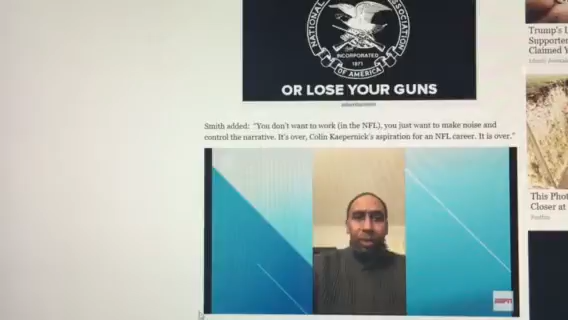 NATIONAL
ASSOCIATION
INCORPORATED
1871
OF AMERICA
OR LOSE YOUR GUNS
Advertisement
Smith added: "You don't want to work (in the NFL), you just want to make noise and
control the narrative. It's over, Colin Kaepernick's aspiration for an NFL career. It is over."
ESPN
Trump's
Supporte
Claimed Y
This Phot
Closer at